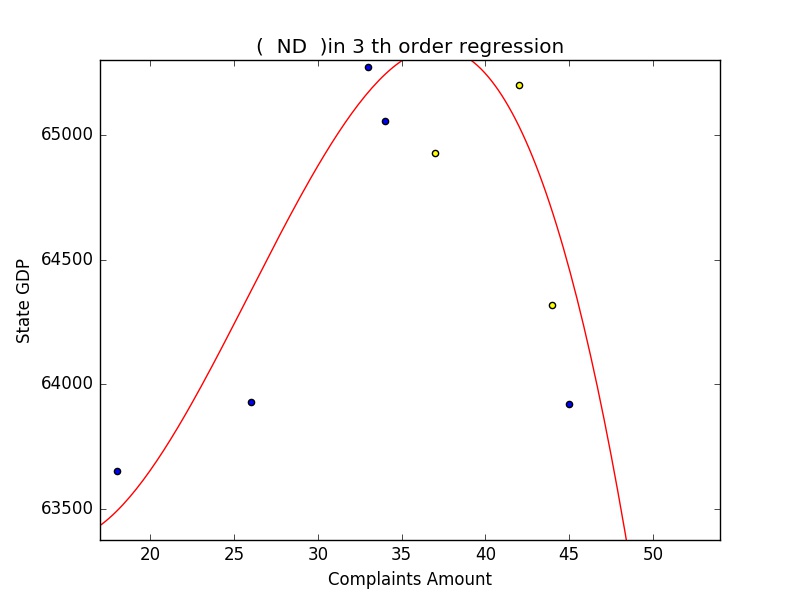 (  ND  )in 3 th order regression
65000
64500
64000
63500
State GDP
20 25 30 35 40 45 50
Complaints Amount